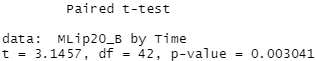 Paired t-test
data:  MLip20_B by Time
t = 3.1457, df = 42, p-value = 0.003041